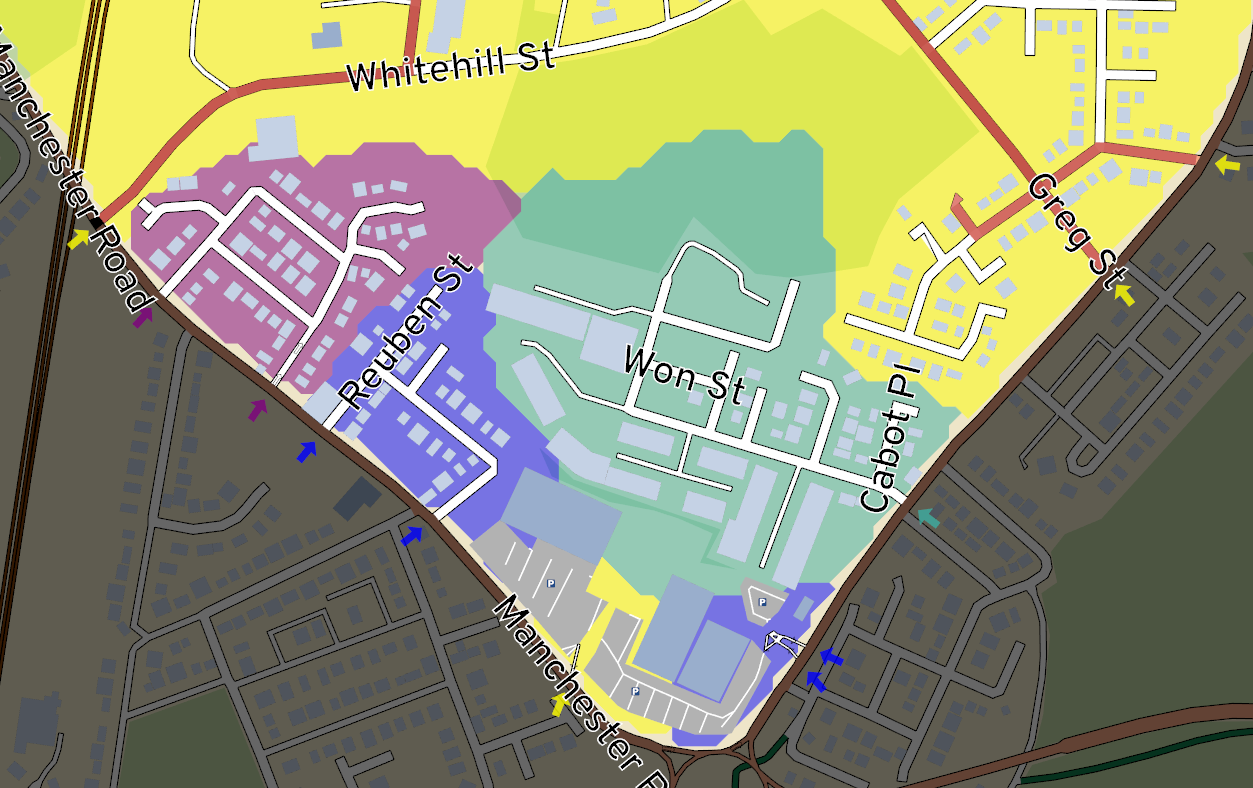 Whitehill St
Manchester Road
Greg St
Reuben St
Won St
Cabot Pl
P
P
P
Manchester R